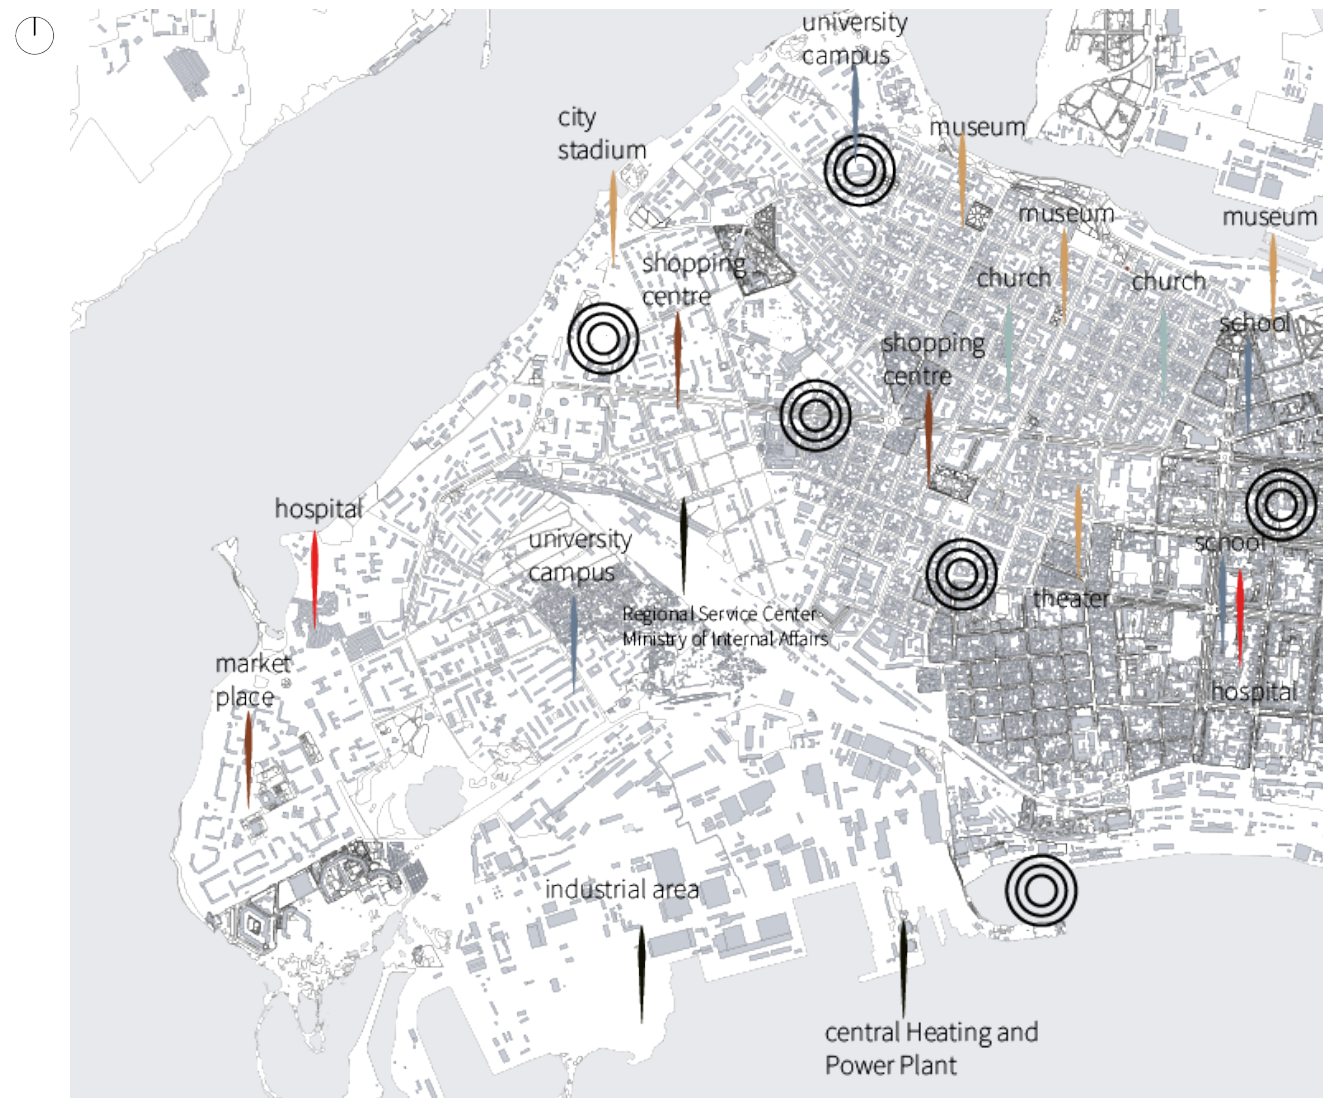 university
campus
city
stadium
museum
museum
museum
shopping
centre
church
church
school
shopping
centre
hospital
university
campus
school
theater
Regional Service Center
Ministry of Internal Affairs
market
place
hospital
industrial area
central Heating and
Power Plant